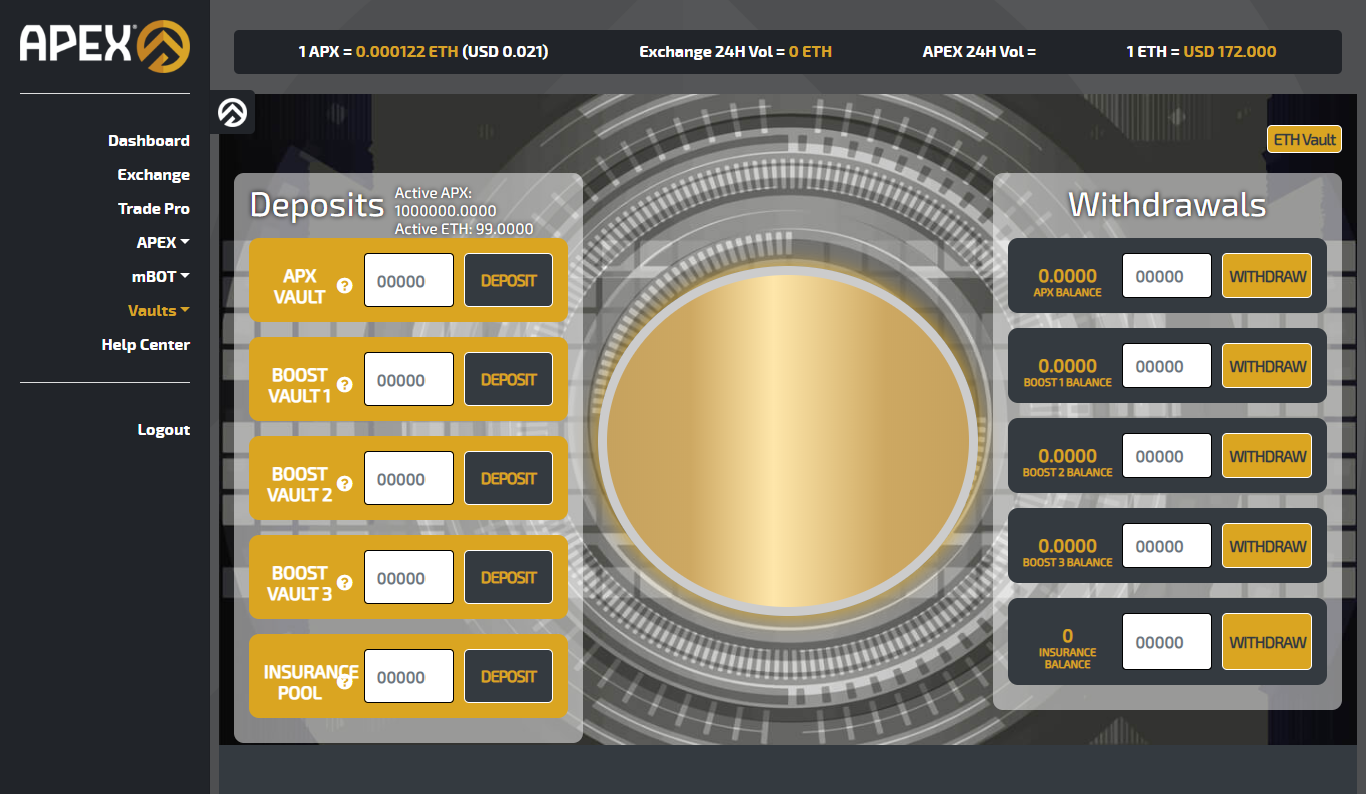 APEX
1 APX = 0.000122 ETH (USD 0.021)
Exchange 24H Vol = 0 ETH
APEX 24H Vol =
1 ETH = USD 172.000
Dashboard
Exchange
Trade Pro
APEX
mBOT
Vaults
Help Center
Logout
ETH Vault
Deposits
Active APX:
1000000.0000
Active ETH: 99.0000
APX
VAULT
?
00000
DEPOSIT
BOOST
VAULT 1
?
00000
DEPOSIT
BOOST
VAULT 2
?
00000
DEPOSIT
BOOST
VAULT 3
?
00000
DEPOSIT
INSURANCE
POOL
?
00000
DEPOSIT
Withdrawals
0.0000
APX BALANCE
00000
WITHDRAW
0.0000
BOOST 1 BALANCE
00000
WITHDRAW
0.0000
BOOST 2 BALANCE
00000
WITHDRAW
0.0000
BOOST 3 BALANCE
00000
WITHDRAW
0
INSURANCE
BALANCE
00000
WITHDRAW